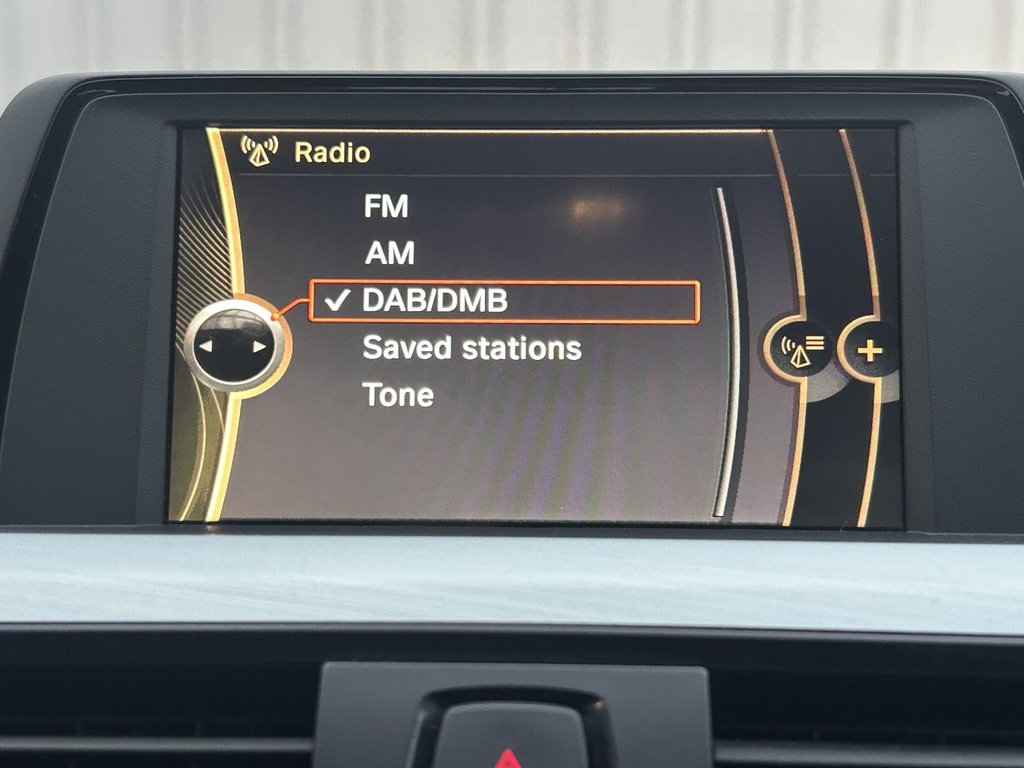 Radio
FM
AM
✓ DAB/DMB
Saved stations
Tone